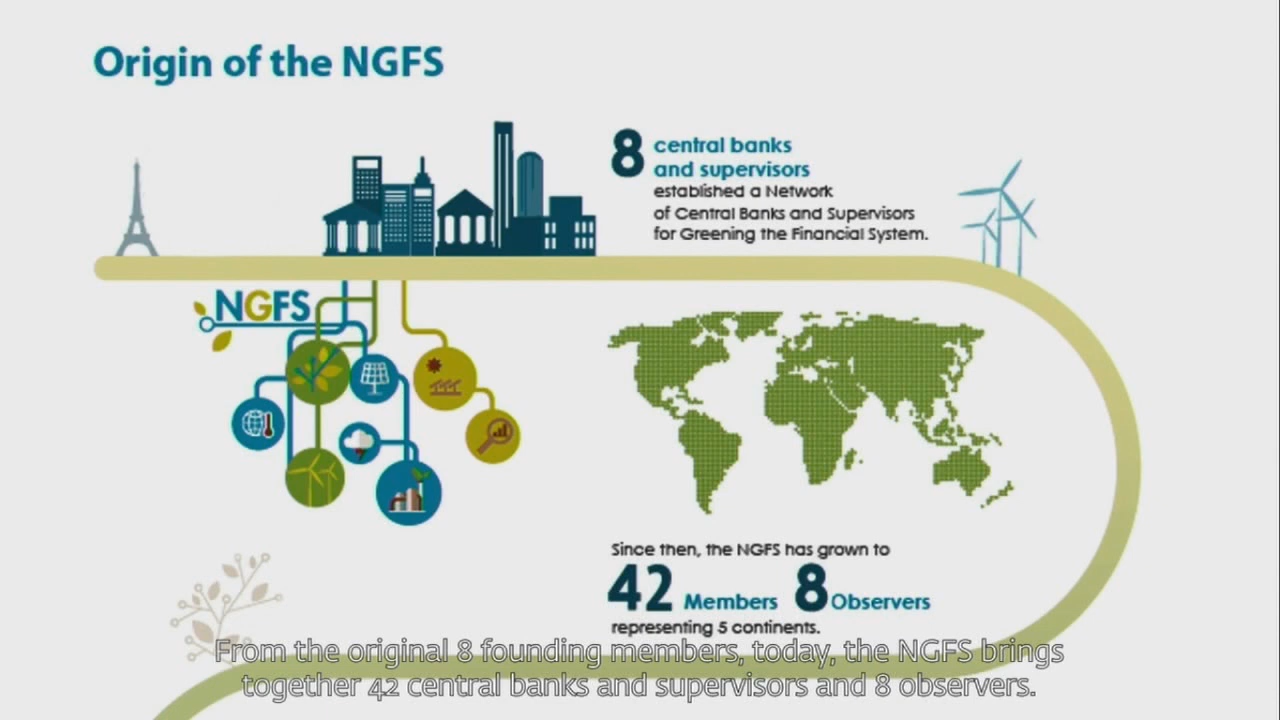 Origin of the NGFS
8 central banks
and supervisors
established a Network
of Central Banks and Supervisors
for Greening the Financial System.
NGFS
Since then, the NGFS has grown to
42 Members 8 Observers
representing 5 continents.
From the original 8 founding members, today, the NGFS brings
together 42 central banks and supervisors and 8 observers.